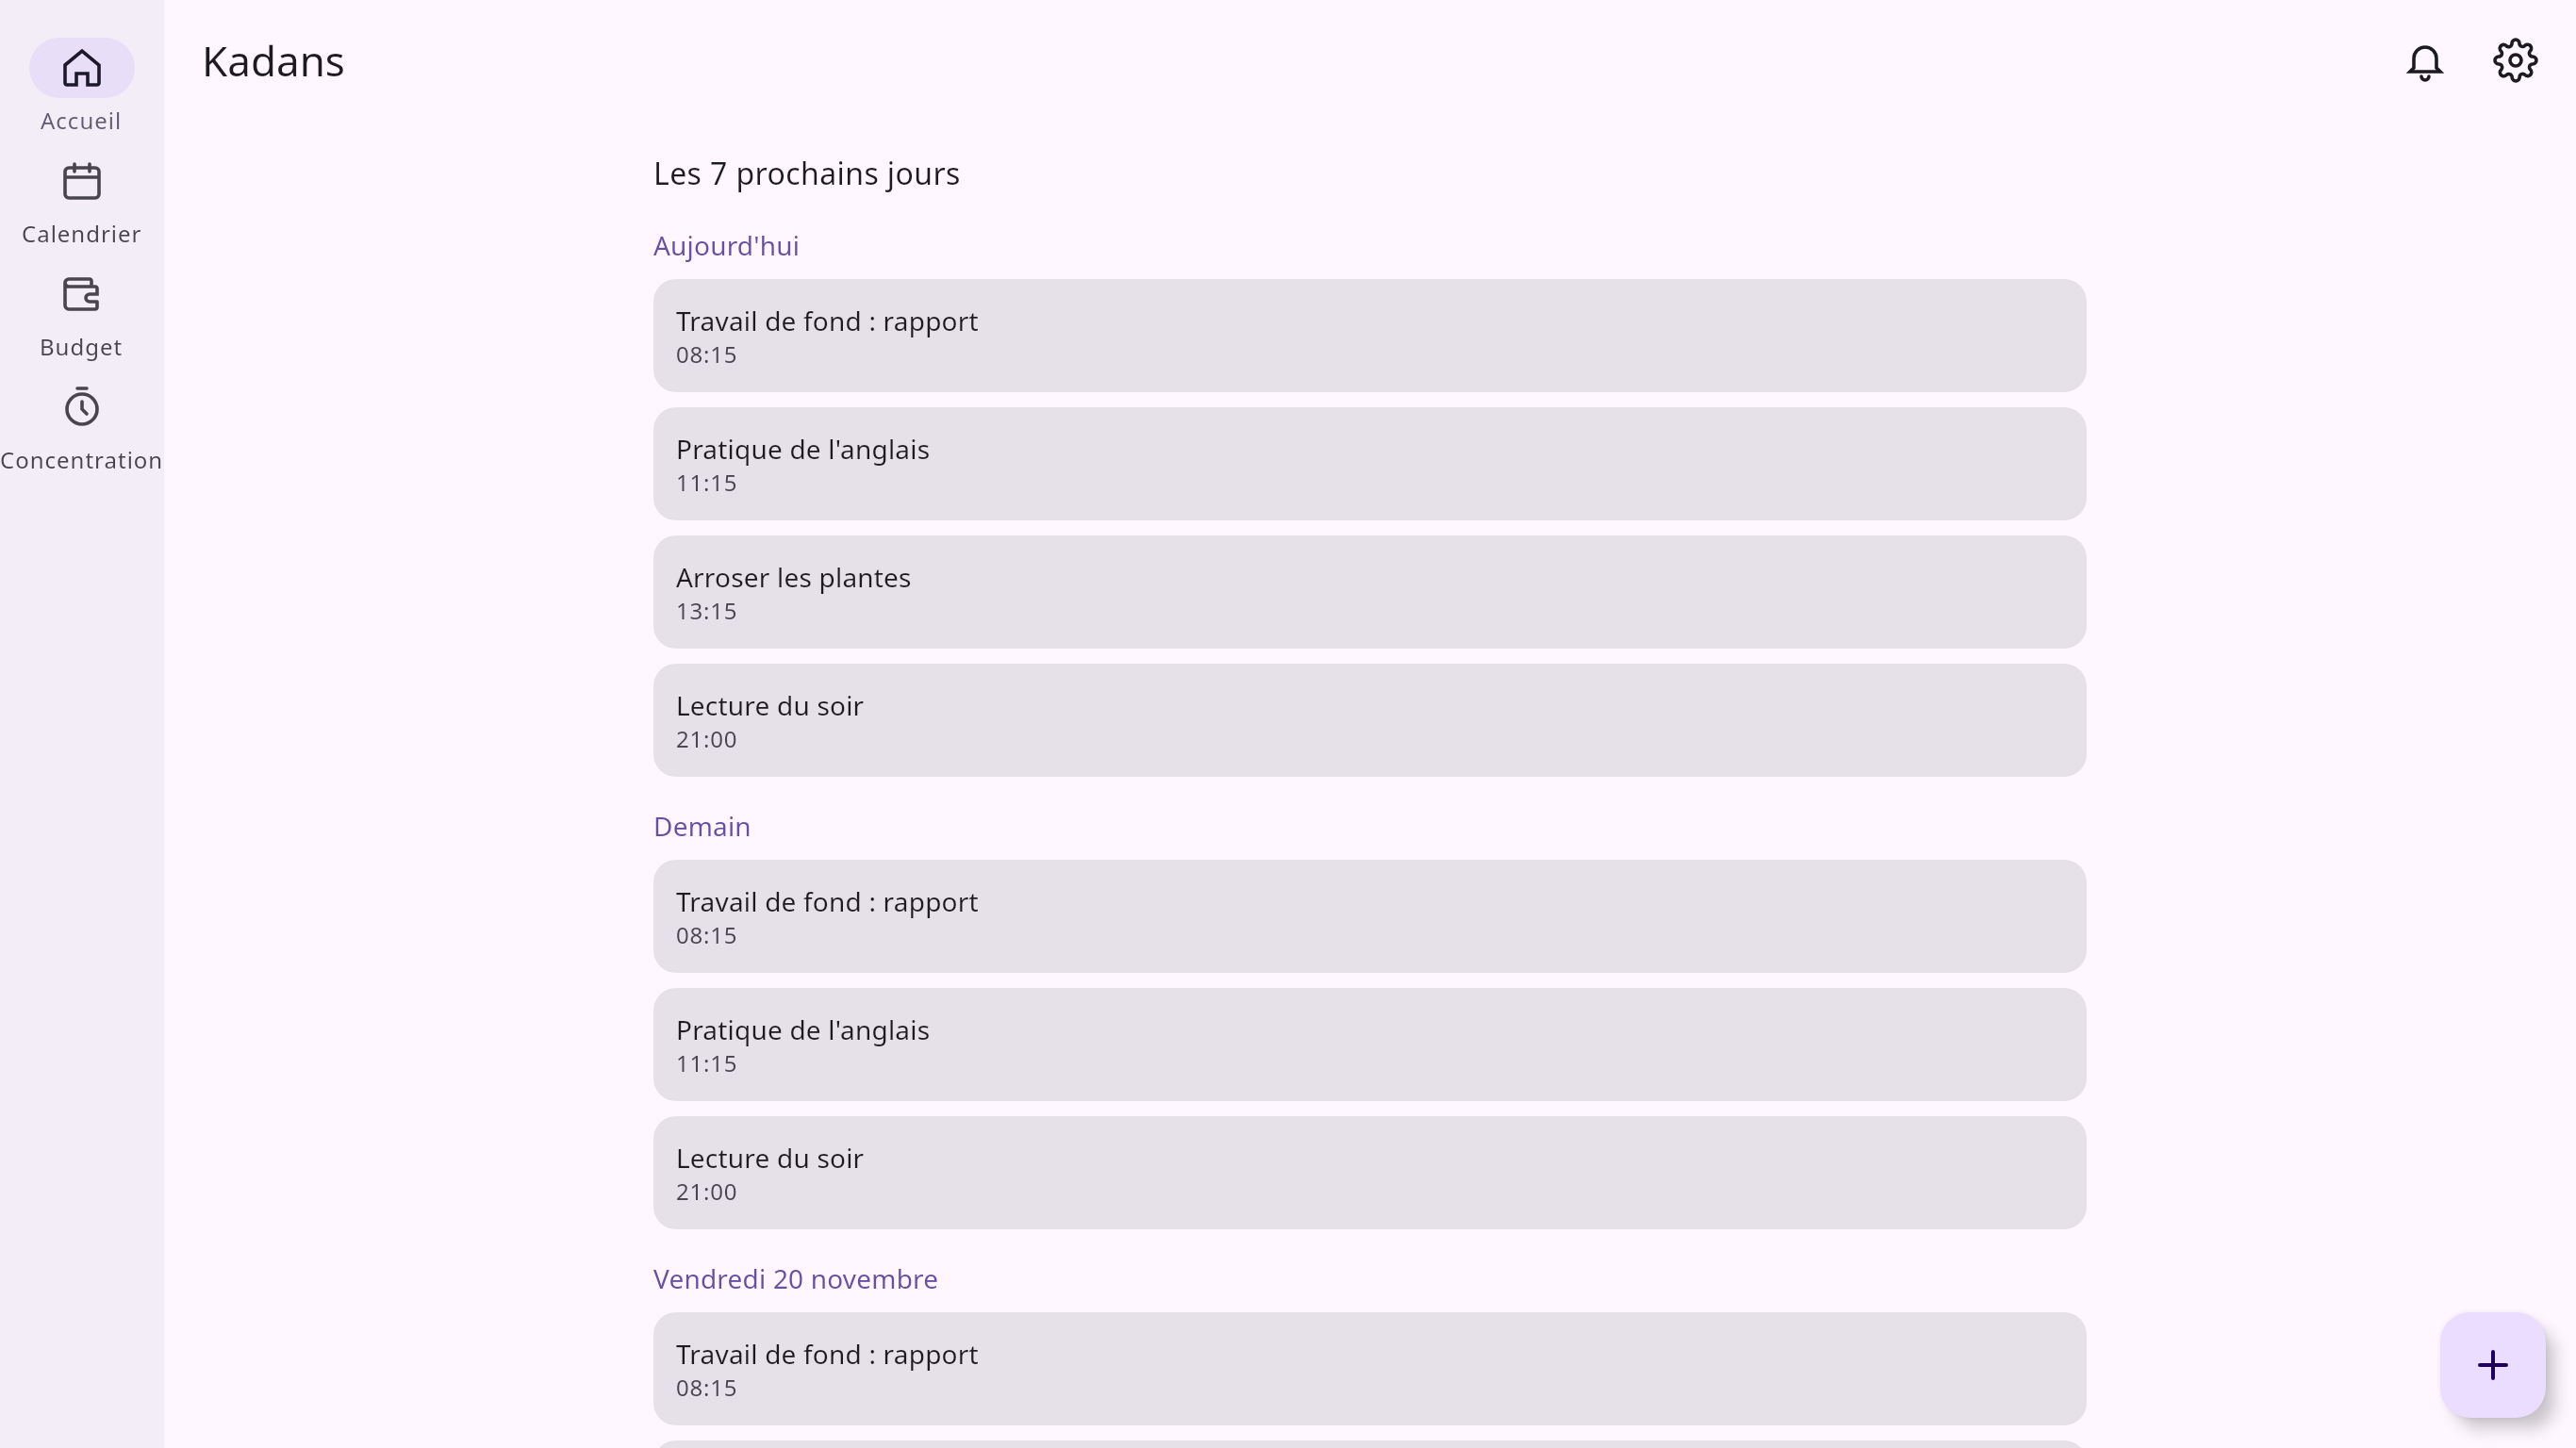 Kadans
Accueil
Calendrier
Budget
Concentration
Les 7 prochains jours
Aujourd'hui
Travail de fond : rapport
08:15
Pratique de l'anglais
11:15
Arroser les plantes
13:15
Lecture du soir
21:00
Demain
Travail de fond : rapport
08:15
Pratique de l'anglais
11:15
Lecture du soir
21:00
Vendredi 20 novembre
Travail de fond : rapport
08:15